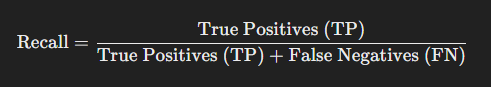 Recall = True Positives (TP) / True Positives (TP) + False Negatives (FN)